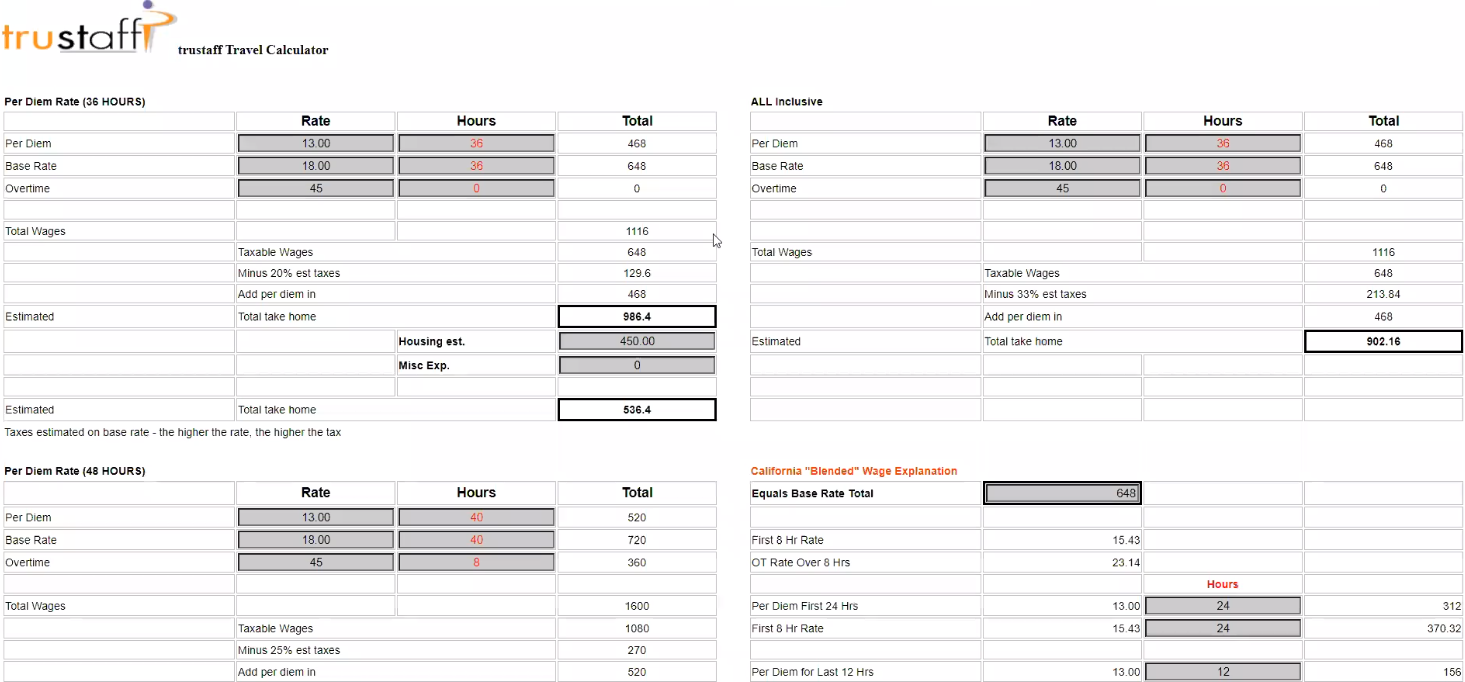 trustaff
trustaff Travel Calculator
Per Diem Rate (36 HOURS)
Rate Hours Total
Per Diem 13.00 36 468
Base Rate 18.00 36 648
Overtime 45 0 0
Total Wages 1116
Taxable Wages 648
Minus 20% est taxes 129.6
Add per diem in 468
Estimated Total take home 986.4
Housing est. 450.00
Misc Exp. 0
Estimated Total take home 536.4
Taxes estimated on base rate - the higher the rate, the higher the tax
ALL Inclusive
Rate Hours Total
Per Diem 13.00 36 468
Base Rate 18.00 36 648
Overtime 45 0 0
Total Wages 1116
Taxable Wages 648
Minus 33% est taxes 213.84
Add per diem in 468
Estimated Total take home 902.16
Per Diem Rate (48 HOURS)
Rate Hours Total
Per Diem 13.00 40 520
Base Rate 18.00 40 720
Overtime 45 8 360
Total Wages 1600
Taxable Wages 1080
Minus 25% est taxes 270
Add per diem in 520
California "Blended" Wage Explanation
Equals Base Rate Total 648
First 8 Hr Rate 15.43
OT Rate Over 8 Hrs 23.14
Hours
Per Diem First 24 Hrs 13.00 24 312
First 8 Hr Rate 15.43 24 370.32
Per Diem for Last 12 Hrs 13.00 12 156